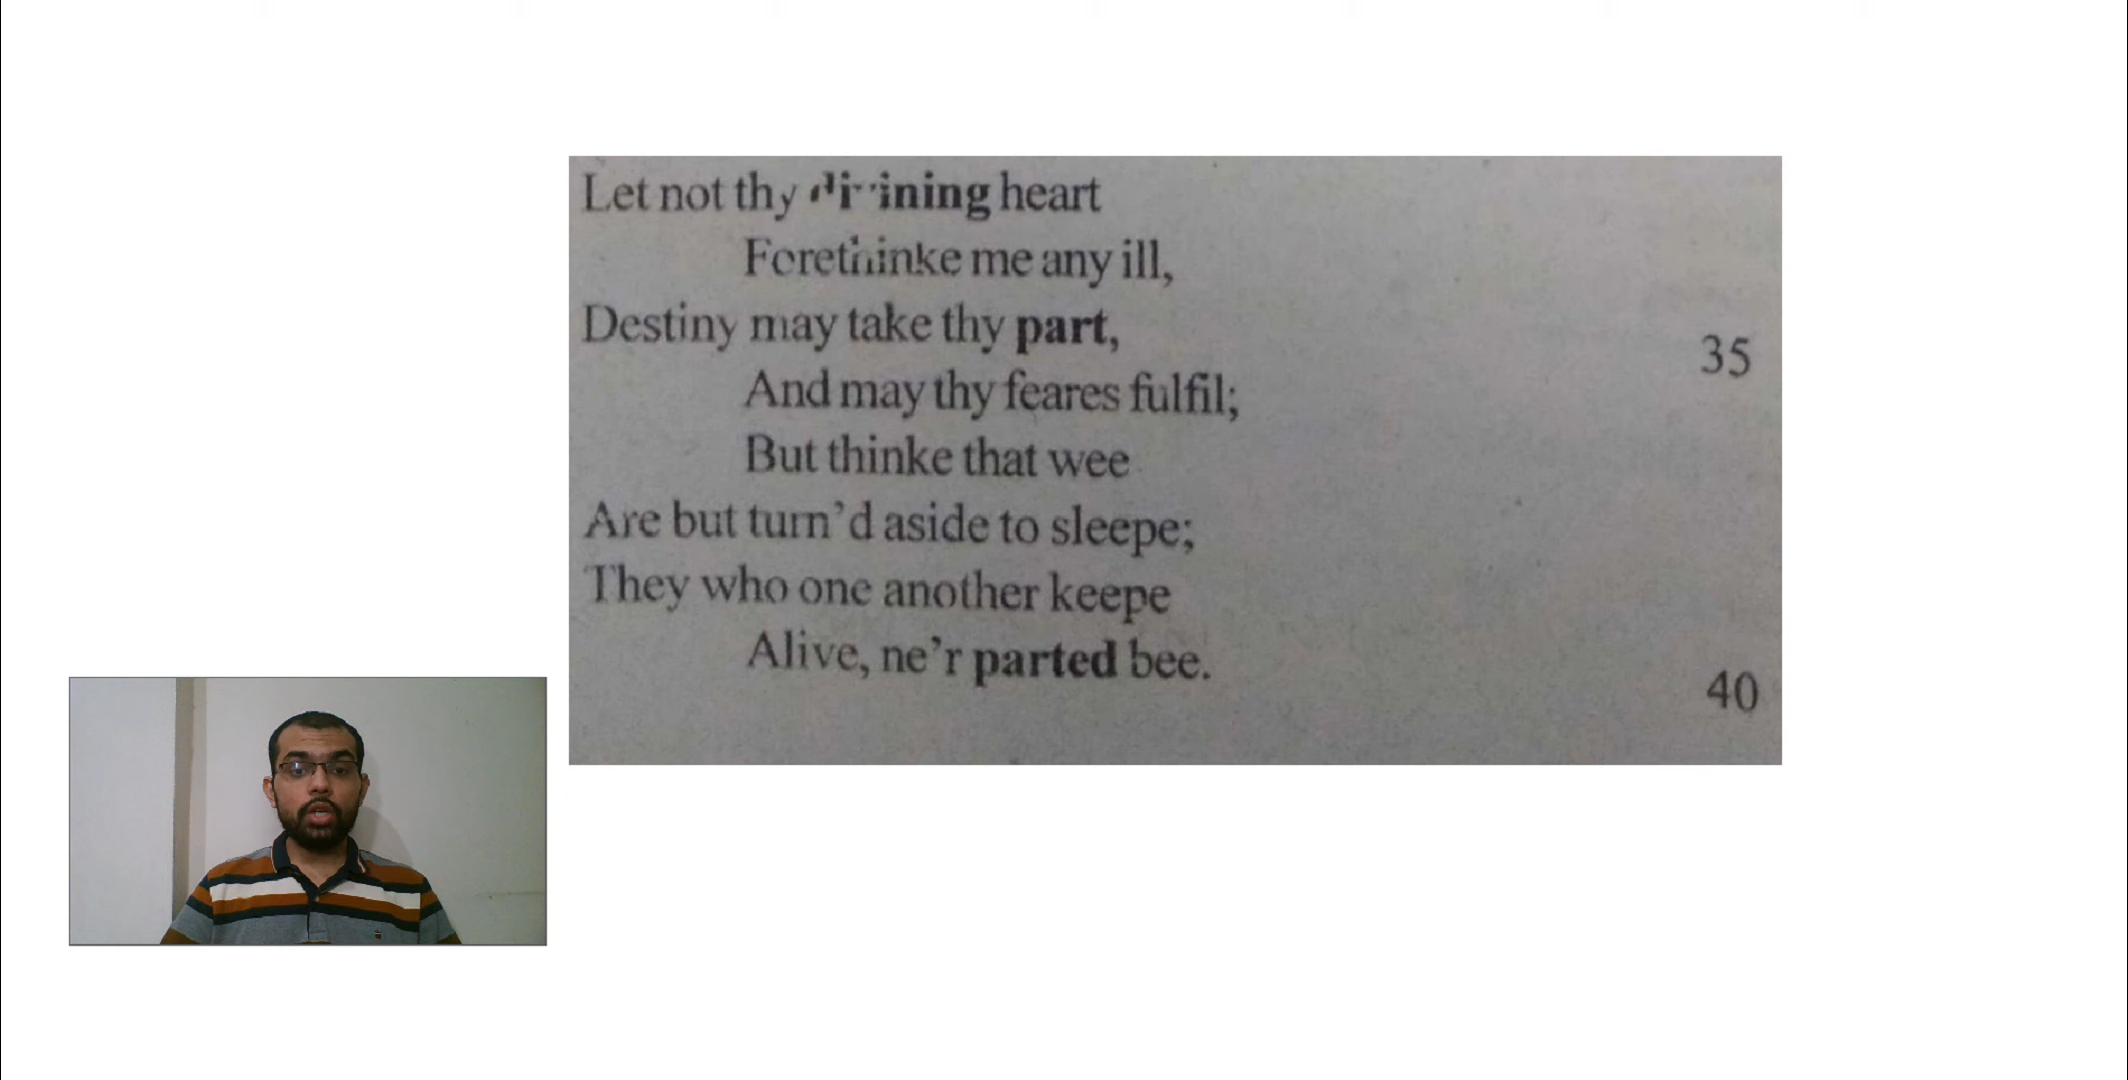 Let not thy divining heart
Forethinke me any ill,
Destiny may take thy part,
35
And may thy feares fulfil;
But thinke that wee
Are but turn'd aside to sleepe;
They who one another keepe
Alive, ne'r parted bee.
40